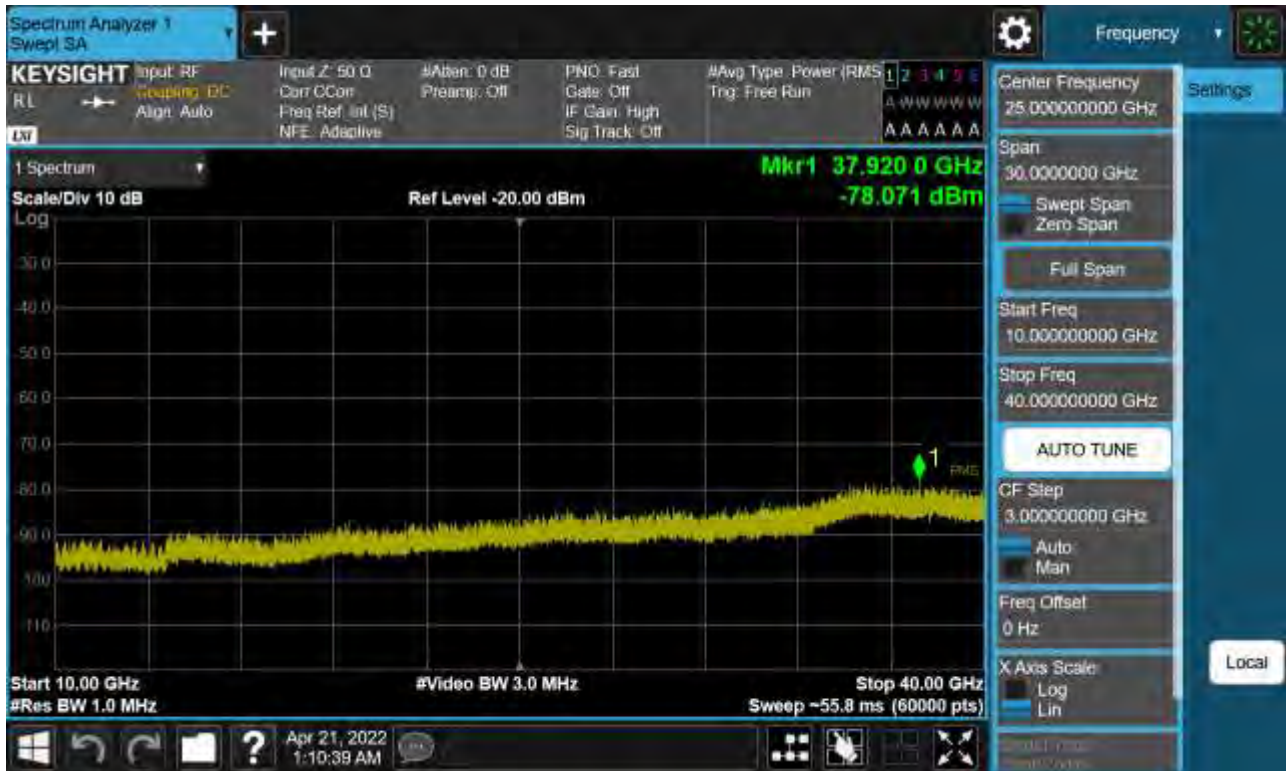 Spectrum Analyzer 1
Swept SA
Frequency
KEYSIGHT
RL
Input: RF
Coupling: DC
Align: Auto
Input Z: 50 Ω
Corr CCorr
Freq Ref: Int (S)
NFE: Adaptive
#Atten: 0 dB
Preamp: Off
PNO: Fast
Gate: Off
IF Gain: High
Sig Track: Off
#Avg Type: Power (RMS
Trig: Free Run
1 2 3 4 5 6
A W W W W W
A A A A A A
1 Spectrum
Scale/Div 10 dB
Ref Level -20.00 dBm
Mkr1 37.920 0 GHz
-78.071 dBm
Log
-30.0
-40.0
-50.0
-60.0
-70.0
-80.0
-90.0
-100
-110
1
RMS
Start 10.00 GHz
#Video BW 3.0 MHz
Stop 40.00 GHz
#Res BW 1.0 MHz
Sweep ~55.8 ms (60000 pts)
Apr 21, 2022
1:10:39 AM
Center Frequency
25.000000000 GHz
Settings
Span
30.0000000 GHz
Swept Span
Zero Span
Full Span
Start Freq
10.000000000 GHz
Stop Freq
40.000000000 GHz
AUTO TUNE
CF Step
3.000000000 GHz
Auto
Man
Freq Offset
0 Hz
X Axis Scale
Log
Lin
Local